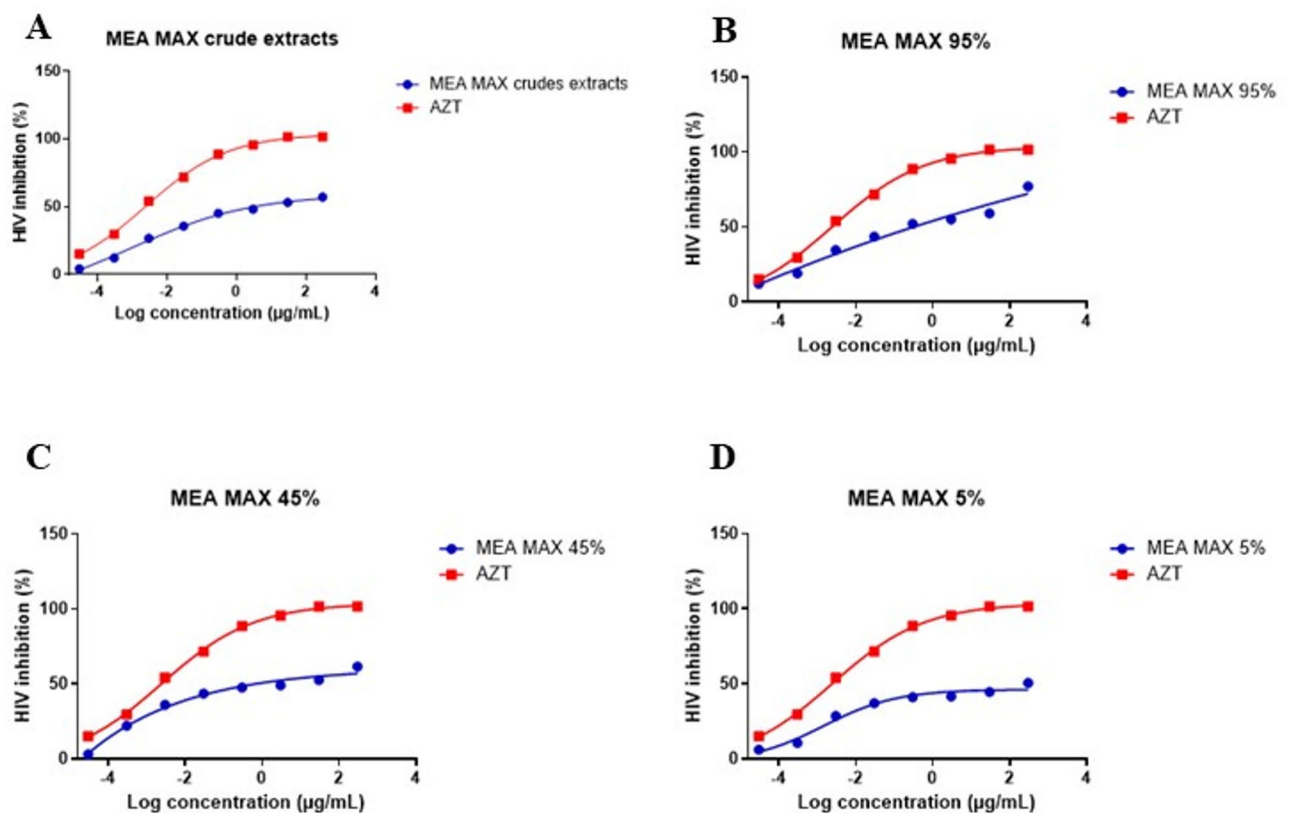 A
MEA MAX crude extracts
150
100
50
0
HIV inhibition (%)
-4
-2
0
2
4
Log concentration (µg/mL)
MEA MAX crudes extracts
AZT
B
MEA MAX 95%
150
100
50
0
HIV inhibition (%)
-4
-2
0
2
4
Log concentration (µg/mL)
MEA MAX 95%
AZT
C
MEA MAX 45%
150
100
50
0
HIV inhibition (%)
-4
-2
0
2
4
Log concentration (µg/mL)
MEA MAX 45%
AZT
D
MEA MAX 5%
150
100
50
0
HIV inhibition (%)
-4
-2
0
2
4
Log concentration (µg/mL)
MEA MAX 5%
AZT